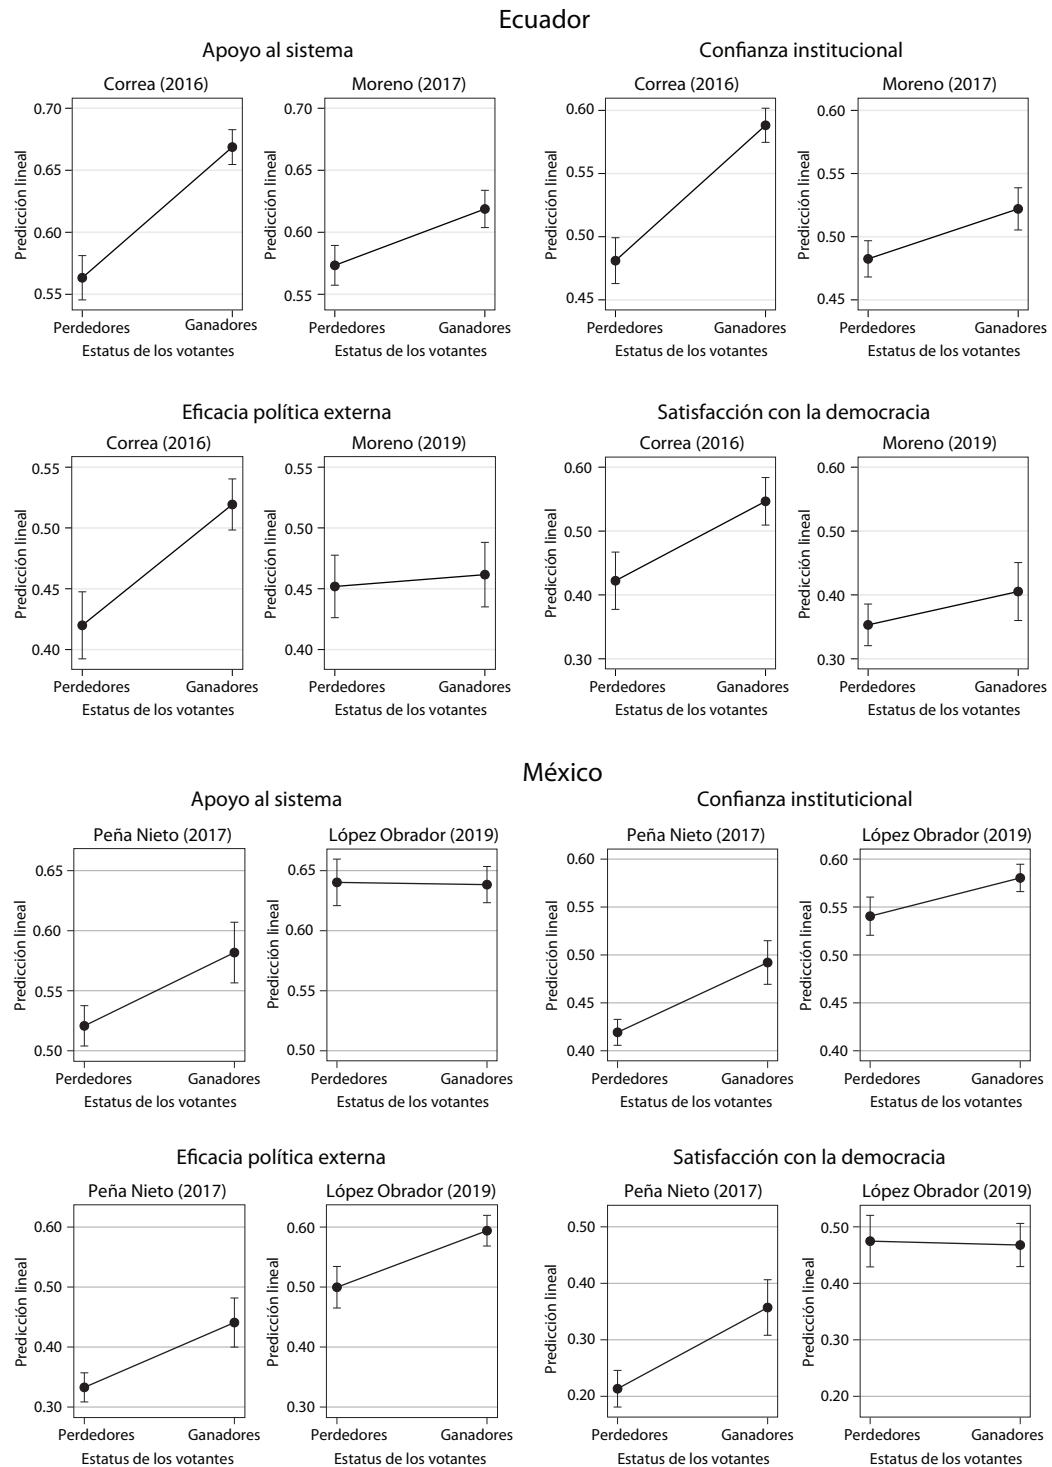 Ecuador
Apoyo al sistema
Confianza institucional
Correa (2016)
Moreno (2017)
Correa (2016)
Moreno (2017)
Predicción lineal
0.70
0.65
0.60
0.55
Perdedores
Ganadores
Estatus de los votantes
Predicción lineal
0.70
0.65
0.60
0.55
Perdedores
Ganadores
Estatus de los votantes
Predicción lineal
0.60
0.55
0.50
0.45
Perdedores
Ganadores
Estatus de los votantes
Predicción lineal
0.60
0.55
0.50
0.45
Perdedores
Ganadores
Estatus de los votantes
Eficacia política externa
Satisfacción con la democracia
Correa (2016)
Moreno (2019)
Correa (2016)
Moreno (2019)
Predicción lineal
0.55
0.50
0.45
0.40
Perdedores
Ganadores
Estatus de los votantes
Predicción lineal
0.55
0.50
0.45
0.40
Perdedores
Ganadores
Estatus de los votantes
Predicción lineal
0.60
0.50
0.40
0.30
Perdedores
Ganadores
Estatus de los votantes
Predicción lineal
0.60
0.50
0.40
0.30
Perdedores
Ganadores
Estatus de los votantes
México
Apoyo al sistema
Confianza instituticional
Peña Nieto (2017)
López Obrador (2019)
Peña Nieto (2017)
López Obrador (2019)
Predicción lineal
0.65
0.60
0.55
0.50
Perdedores
Ganadores
Estatus de los votantes
Predicción lineal
0.65
0.60
0.55
0.50
Perdedores
Ganadores
Estatus de los votantes
Predicción lineal
0.60
0.55
0.50
0.45
0.40
Perdedores
Ganadores
Estatus de los votantes
Predicción lineal
0.60
0.55
0.50
0.45
0.40
Perdedores
Ganadores
Estatus de los votantes
Eficacia política externa
Satisfacción con la democracia
Peña Nieto (2017)
López Obrador (2019)
Peña Nieto (2017)
López Obrador (2019)
Predicción lineal
0.60
0.50
0.40
0.30
Perdedores
Ganadores
Estatus de los votantes
Predicción lineal
0.60
0.50
0.40
0.30
Perdedores
Ganadores
Estatus de los votantes
Predicción lineal
0.50
0.40
0.30
0.20
Perdedores
Ganadores
Estatus de los votantes
Predicción lineal
0.50
0.40
0.30
0.20
Perdedores
Ganadores
Estatus de los votantes